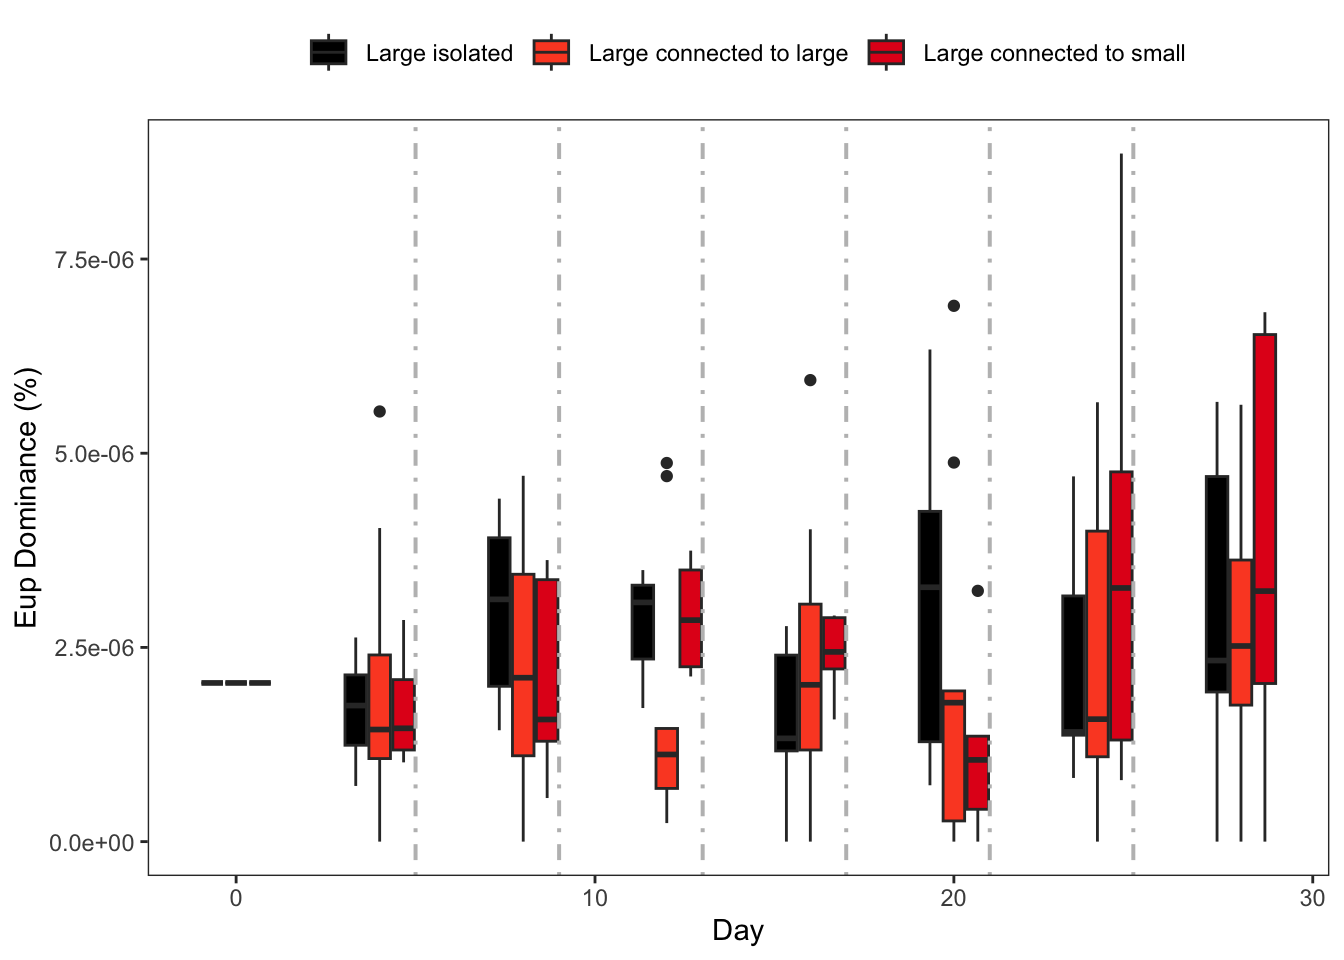 Large isolated Large connected to large Large connected to small
Eup Dominance (%)
7.5e-06
5.0e-06
2.5e-06
0.0e+00
0 10 20 30
Day